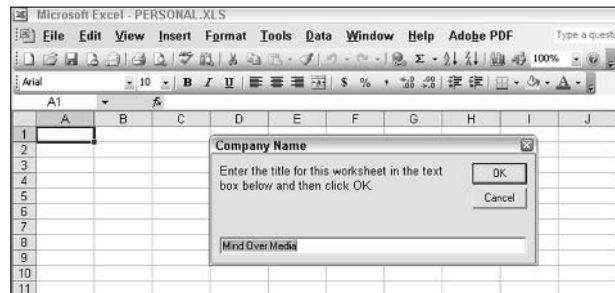 Microsoft Excel - PERSONAL.XLS
File Edit View Insert Format Tools Data Window Help Adobe PDF Type a questi
100%
Arial 10 B I U $ % ,
A1 fx
A B C D E F G H I J
1
2
3
4
5
6
7
8
9
10
11
Company Name
Enter the title for this worksheet in the text
box below and then click OK.
OK
Cancel
Mind Over Media